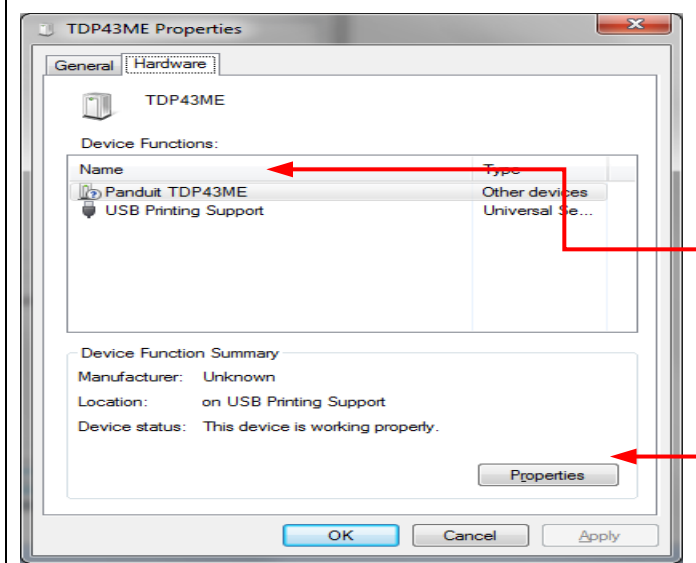 TDP43ME Properties
General Hardware
TDP43ME
Device Functions:
Name Type
Panduit TDP43ME Other devices
USB Printing Support Universal Se...
Device Function Summary
Manufacturer: Unknown
Location: on USB Printing Support
Device status: This device is working properly.
Properties
OK Cancel Apply